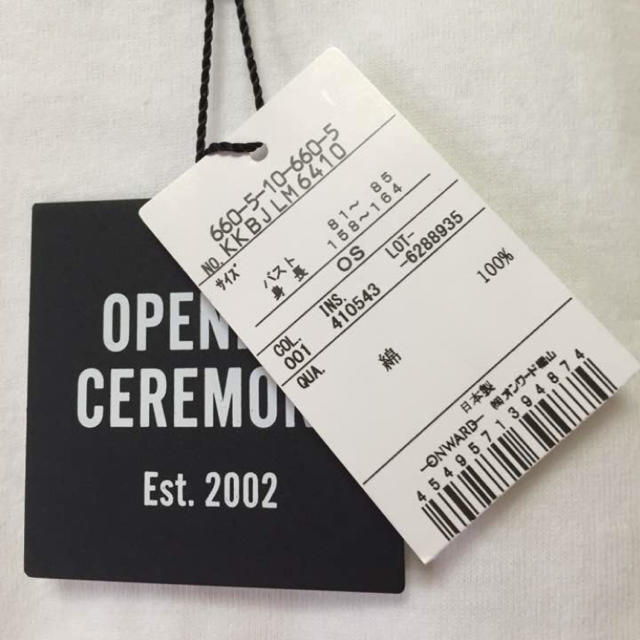 OPENI
CEREMON
Est. 2002
660-5-10-660-5
NO. KKBJLM6410
サイズ
バスト 81～ 85
身長 158～164
OS
COL. INS. LOT-
001 410543 -6288935
QUA.
綿 100%
日本製
-ONWARD- ㈱オンワード樫山
4549571394874